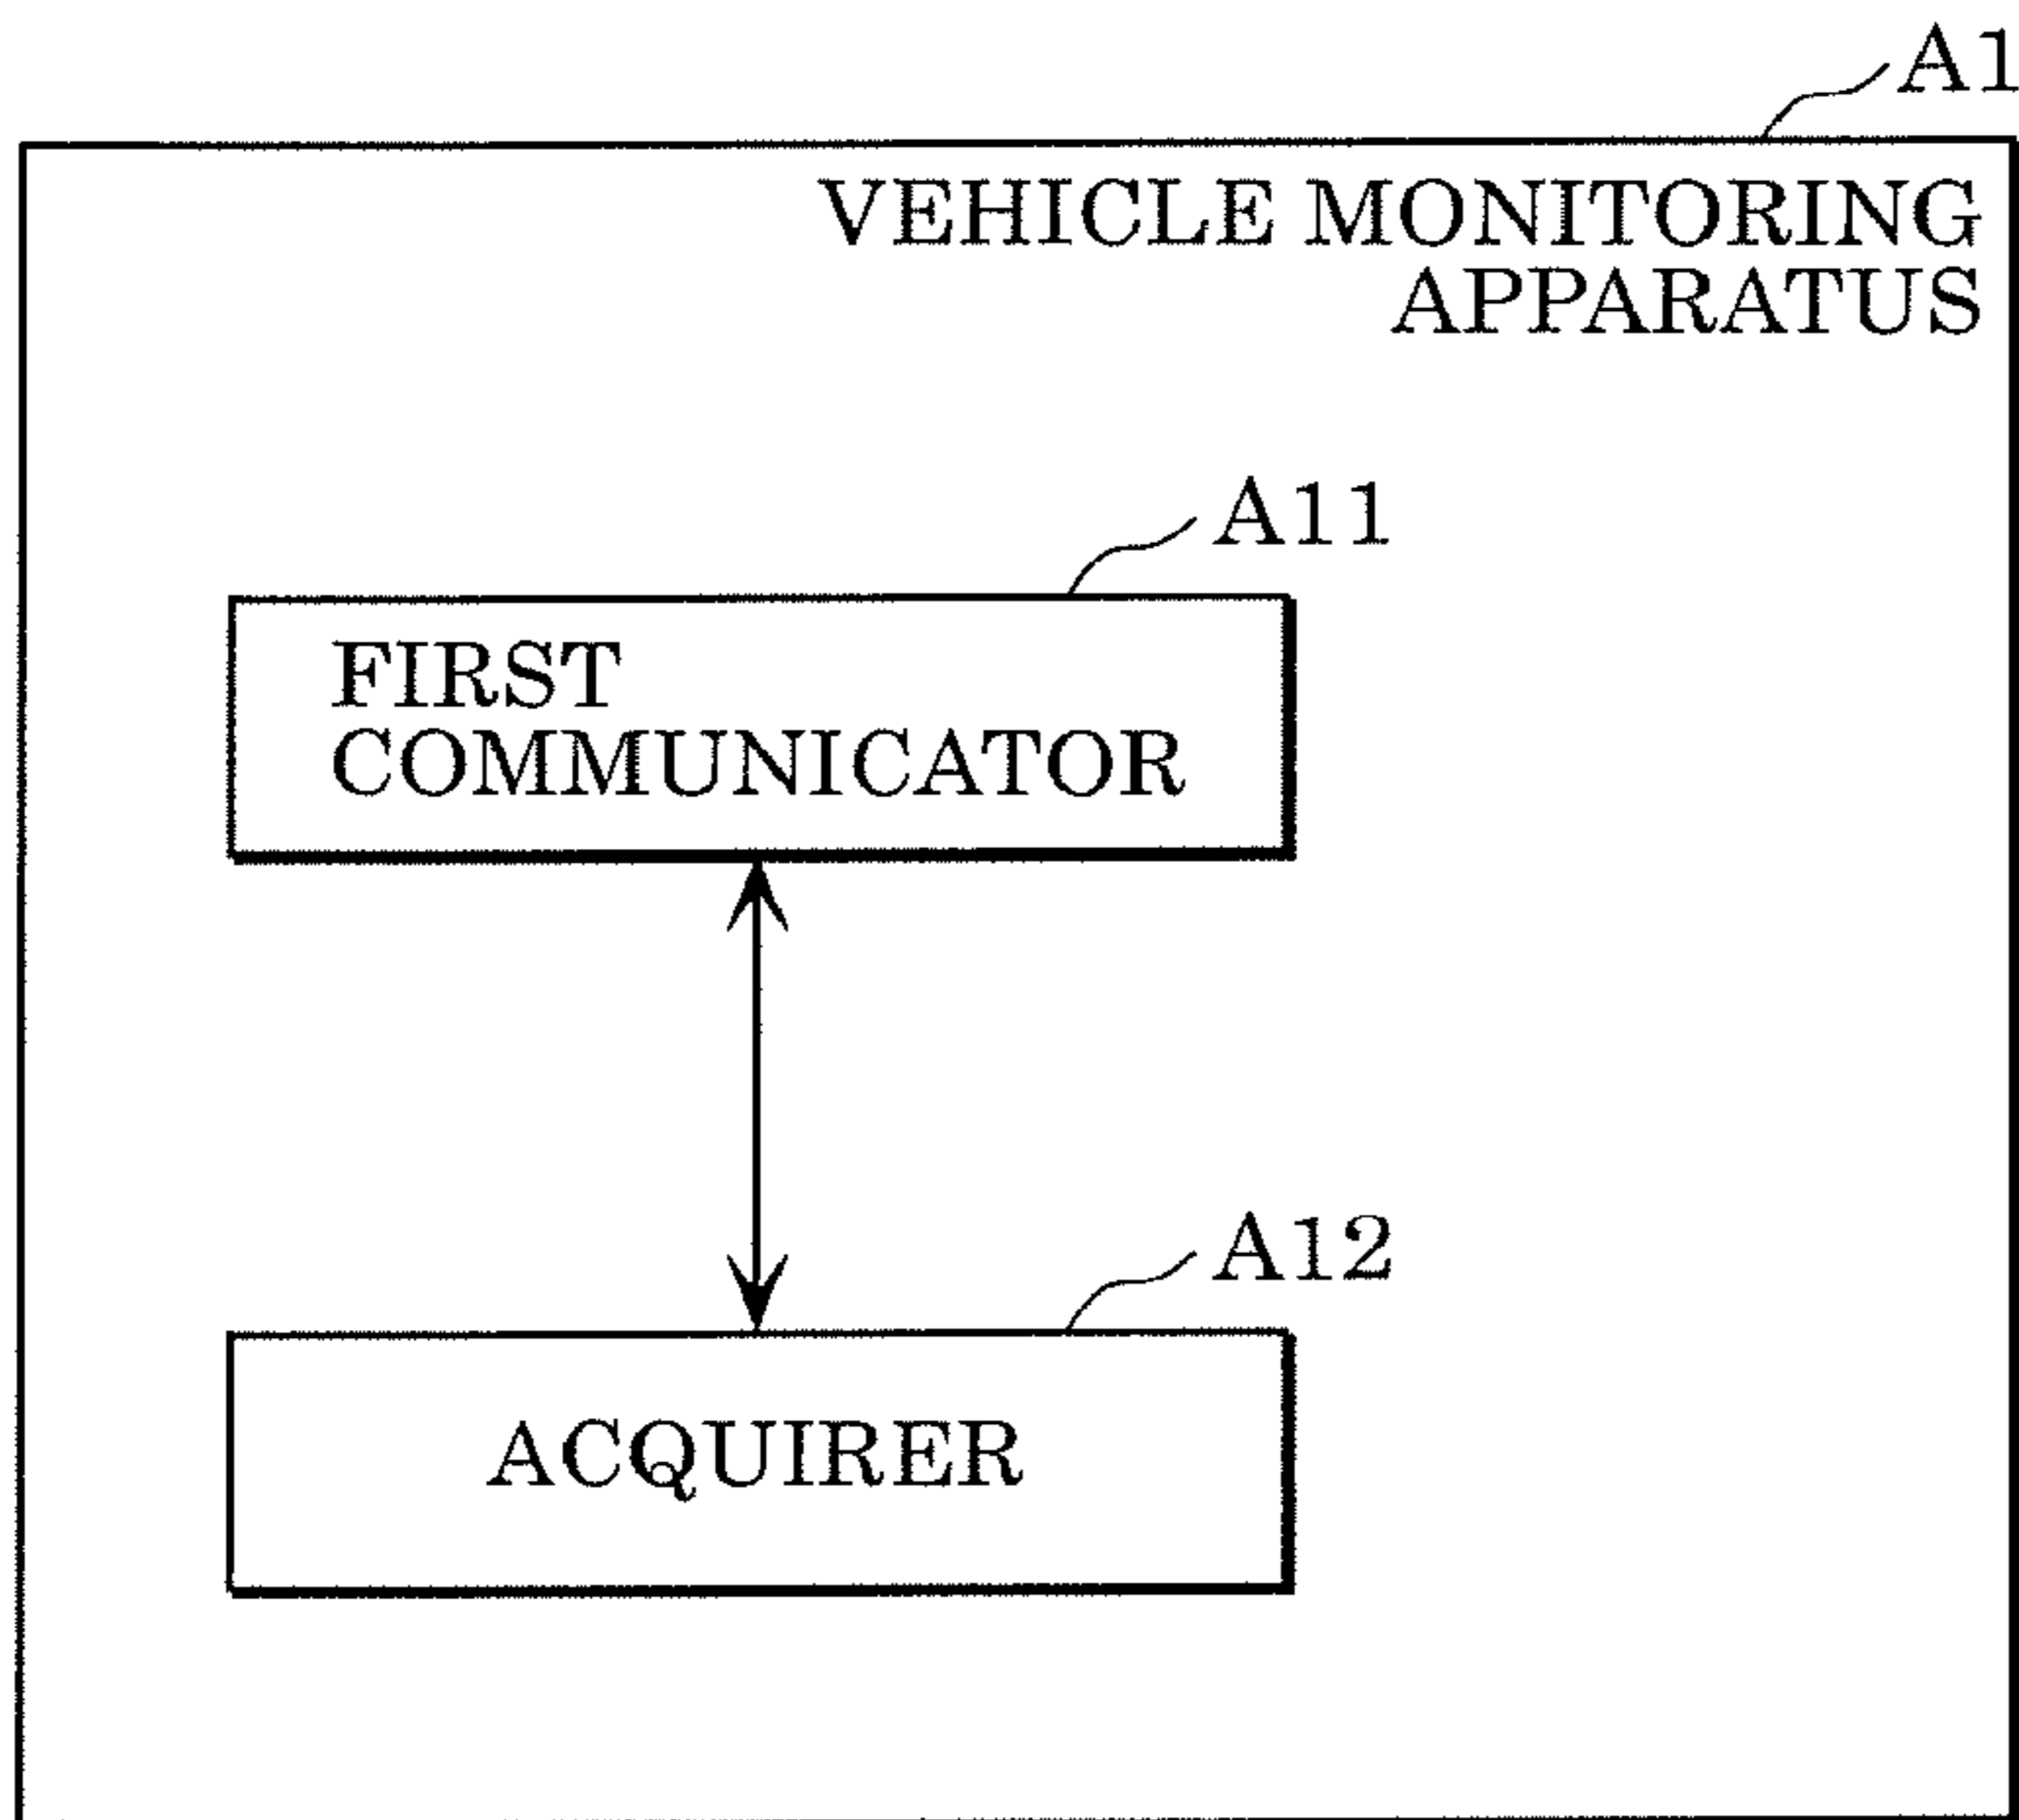 A1
VEHICLE MONITORING
APPARATUS
A11
FIRST
COMMUNICATOR
A12
ACQUIRER